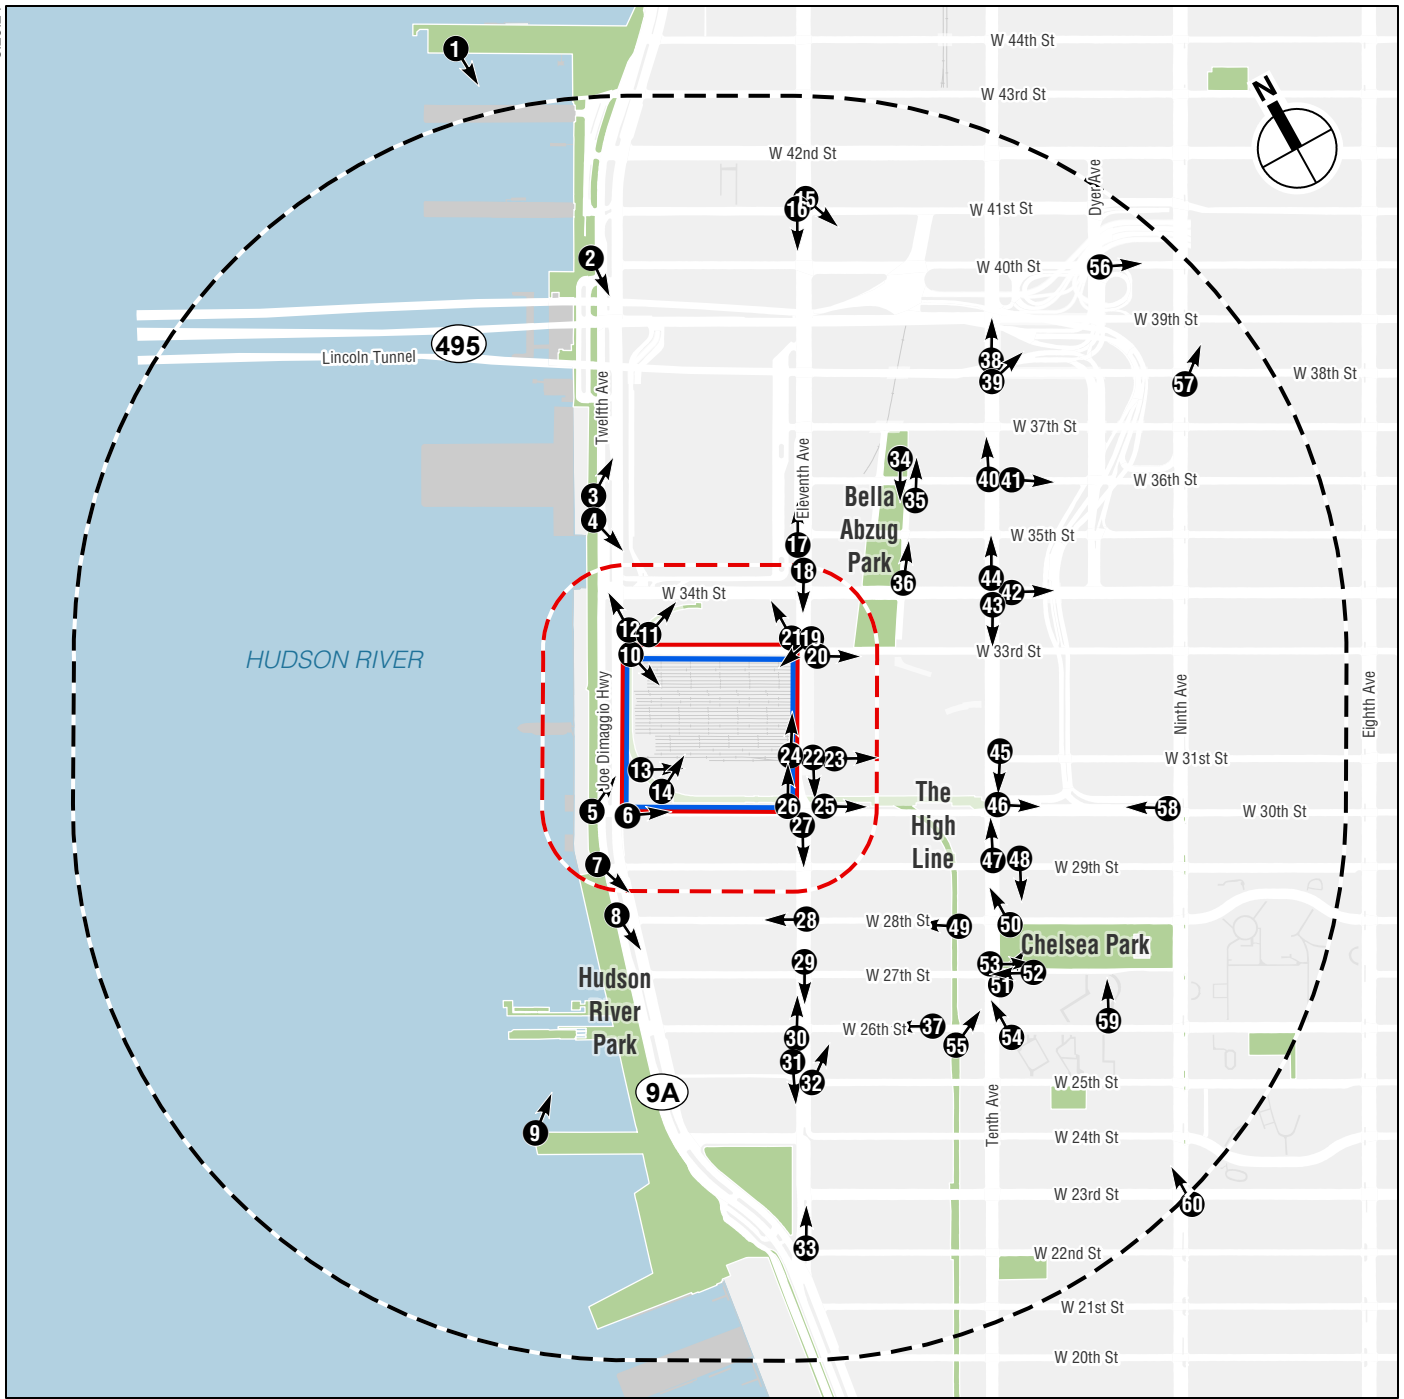 W 44th St
1
N
W 43rd St
W 42nd St
Dyer Ave
15
16
W 41st St
2
W 40th St
56
W 39th St
495
Lincoln Tunnel
38
39
W 38th St
57
Twelfth Ave
W 37th St
Eleventh Ave
34
40
41
W 36th St
3
35
Bella
Abzug
Park
4
W 35th St
17
18
44
42
36
43
W 34th St
12
11
21
19
10
20
W 33rd St
HUDSON RIVER
Joe Dimaggio Hwy
Ninth Ave
Eighth Ave
24
22
23
45
W 31st St
13
14
The
High
Line
5
6
26
25
27
46
58
W 30th St
7
47
48
W 29th St
8
28
W 28th St
49
50
Chelsea Park
29
53
52
51
W 27th St
Hudson
River
Park
W 26th St
37
55
54
59
30
31
32
W 25th St
9A
Tenth Ave
9
W 24th St
W 23rd St
60
33
W 22nd St
W 21st St
W 20th St